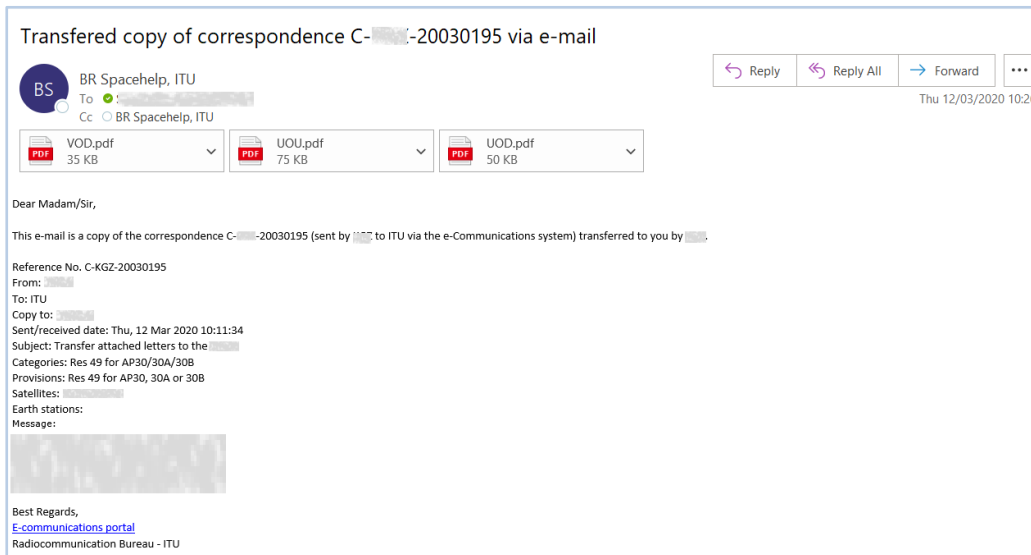 Transfered copy of correspondence C- -20030195 via e-mail
BS
BR Spacehelp, ITU
To
Cc BR Spacehelp, ITU
Reply
Reply All
Forward
...
Thu 12/03/2020 10:20
VOD.pdf
35 KB
UOU.pdf
75 KB
UOD.pdf
50 KB
PDF
PDF
PDF
Dear Madam/Sir,
This e-mail is a copy of the correspondence C- -20030195 (sent by to ITU via the e-Communications system) transferred to you by .
Reference No. C-KGZ-20030195
From:
To: ITU
Copy to:
Sent/received date: Thu, 12 Mar 2020 10:11:34
Subject: Transfer attached letters to the
Categories: Res 49 for AP30/30A/30B
Provisions: Res 49 for AP30, 30A or 30B
Satellites:
Earth stations:
Message:
Best Regards,
E-communications portal
Radiocommunication Bureau - ITU